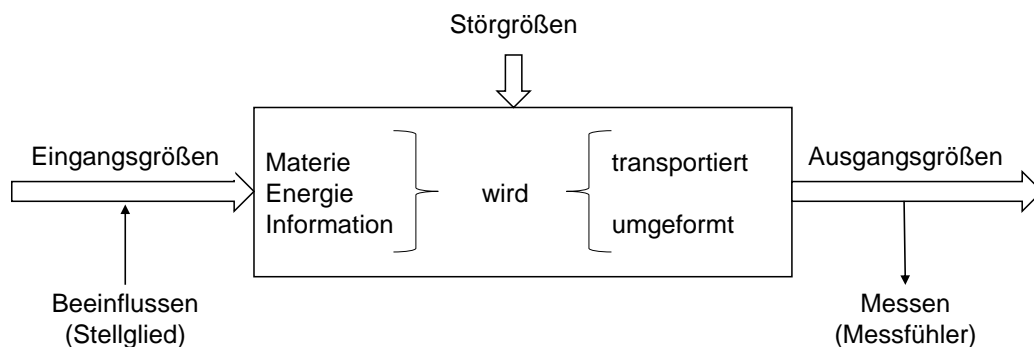 Störgrößen
Eingangsgrößen
Materie
Energie
Information
wird
transportiert
umgeformt
Ausgangsgrößen
Beeinflussen
(Stellglied)
Messen
(Messfühler)